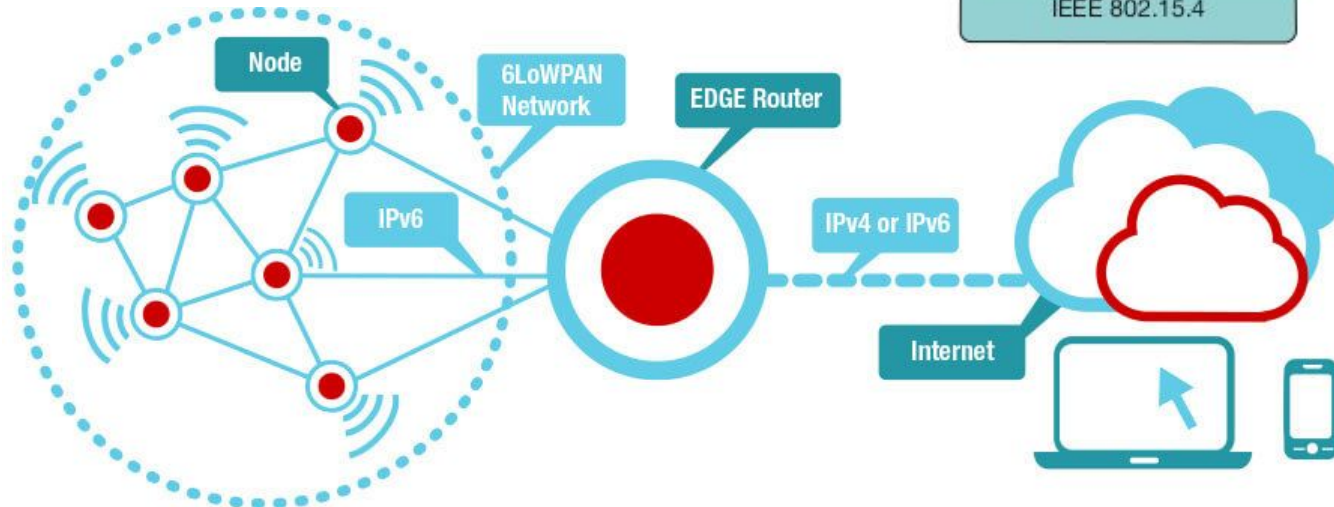 IEEE 802.15.4
Node
6LoWPAN
Network
EDGE Router
IPv6
IPv4 or IPv6
Internet